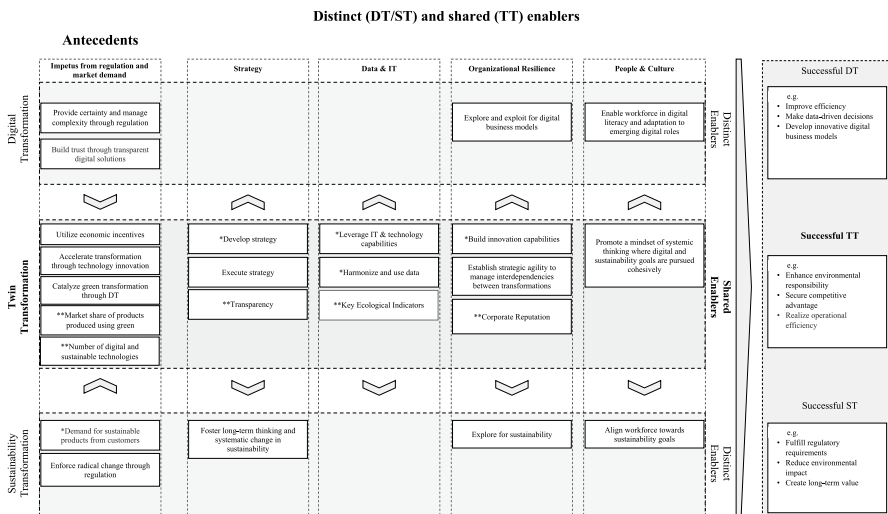 Distinct (DT/ST) and shared (TT) enablers
Antecedents
Impetus from regulation and
market demand
Strategy
Data & IT
Organizational Resilience
People & Culture
Digital
Transformation
Provide certainty and manage
complexity through regulation
Build trust through transparent
digital solutions
Explore and exploit for digital
business models
Enable workforce in digital
literacy and adaptation to
emerging digital roles
Distinct
Enablers
Successful DT
e.g.
• Improve efficiency
• Make data-driven decisions
• Develop innovative digital
business models
Twin
Transformation
Utilize economic incentives
Accelerate transformation
through technology innovation
Catalyze green transformation
through DT
**Market share of products
produced using green
**Number of digital and
sustainable technologies
*Develop strategy
Execute strategy
**Transparency
*Leverage IT & technology
capabilities
*Harmonize and use data
**Key Ecological Indicators
*Build innovation capabilities
Establish strategic agility to
manage interdependencies
between transformations
**Corporate Reputation
Promote a mindset of systemic
thinking where digital and
sustainability goals are pursued
cohesively
Shared
Enablers
Successful TT
e.g.
• Enhance environmental
responsibility
• Secure competitive
advantage
• Realize operational
efficiency
Sustainability
Transformation
*Demand for sustainable
products from customers
Enforce radical change through
regulation
Foster long-term thinking and
systematic change in
sustainability
Explore for sustainability
Align workforce towards
sustainability goals
Distinct
Enablers
Successful ST
e.g.
• Fulfill regulatory
requirements
• Reduce environmental
impact
• Create long-term value